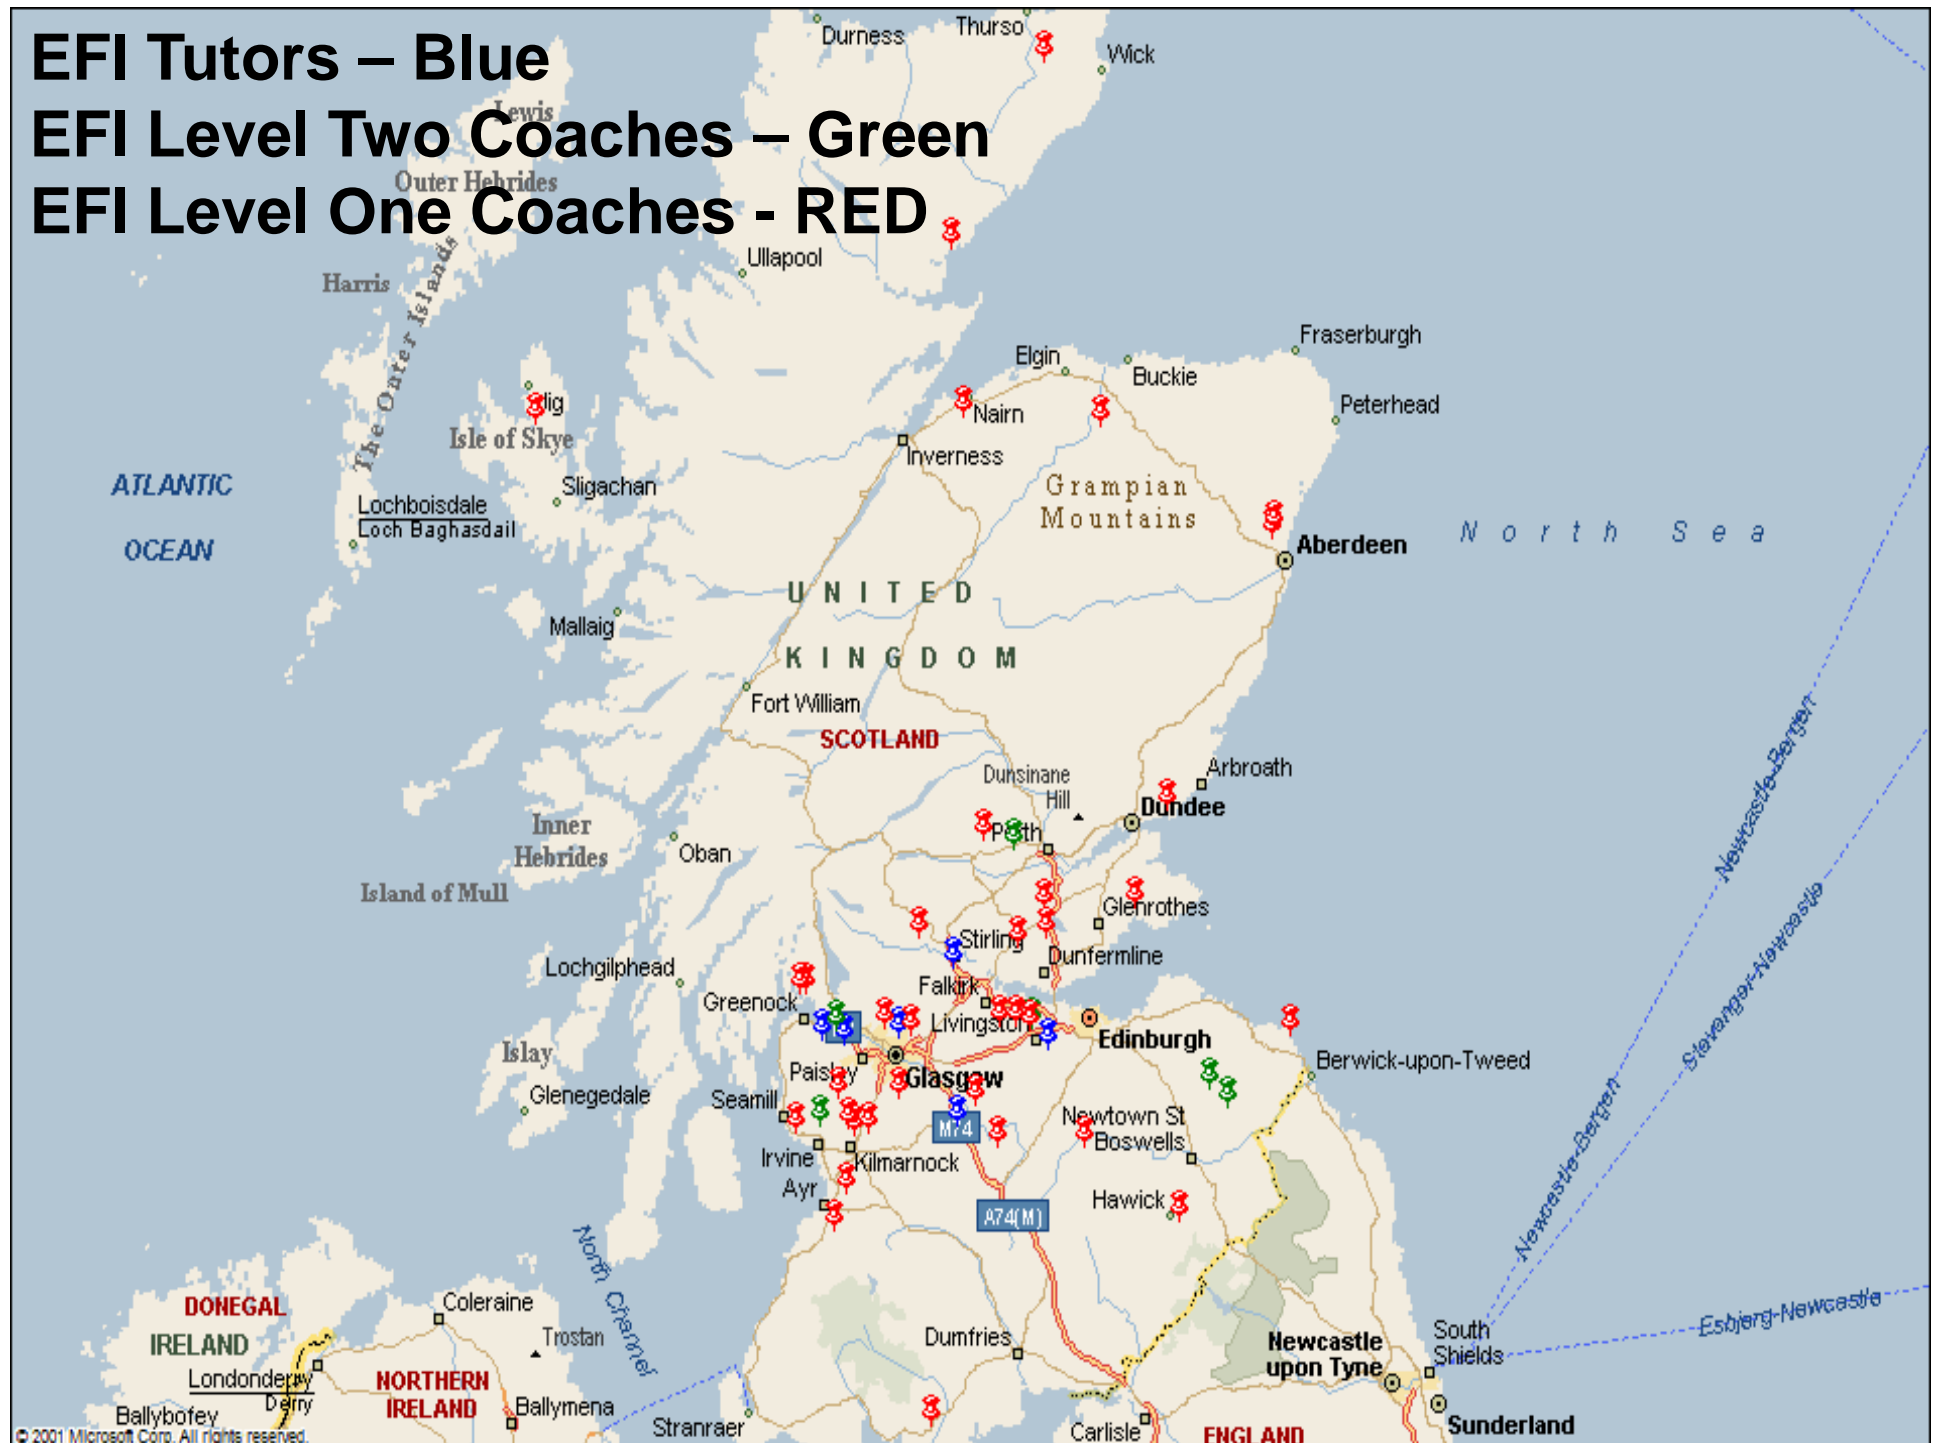 EFI Tutors – Blue
EFI Level Two Coaches – Green
EFI Level One Coaches - RED
Durness
Thurso
Wick
Lewis
Outer Hebrides
Harris
The Outer Islands
Ullapool
Fraserburgh
Elgin
Buckie
Peterhead
Nairn
Isle of Skye
Inverness
ATLANTIC
OCEAN
Sligachan
Lochboisdale
Loch Baghasdail
Grampian
Mountains
Aberdeen
North Sea
UNITED
KINGDOM
Mallaig
Fort William
SCOTLAND
Dunsinane
Hill
Arbroath
Dundee
Perth
Inner
Hebrides
Oban
Island of Mull
Glenrothes
Stirling
Dunfermline
Lochgilphead
Falkirk
Greenock
Livingston
Edinburgh
Islay
Paisley
Glasgow
Berwick-upon-Tweed
Glenegedale
Seamill
M74
Newtown St
Boswells
Irvine
Kilmarnock
Ayr
Hawick
A74(M)
North Channel
Newcastle-Bergen
Stavanger-Newcastle
Newcastle-Bergen
Esbjerg-Newcastle
DONEGAL
IRELAND
Coleraine
Trostan
Londonderry
Derry
NORTHERN
IRELAND
Ballymena
Ballybofey
Dumfries
Stranraer
Carlisle
ENGLAND
Newcastle
upon Tyne
South
Shields
Sunderland
© 2001 Microsoft Corp. All rights reserved.